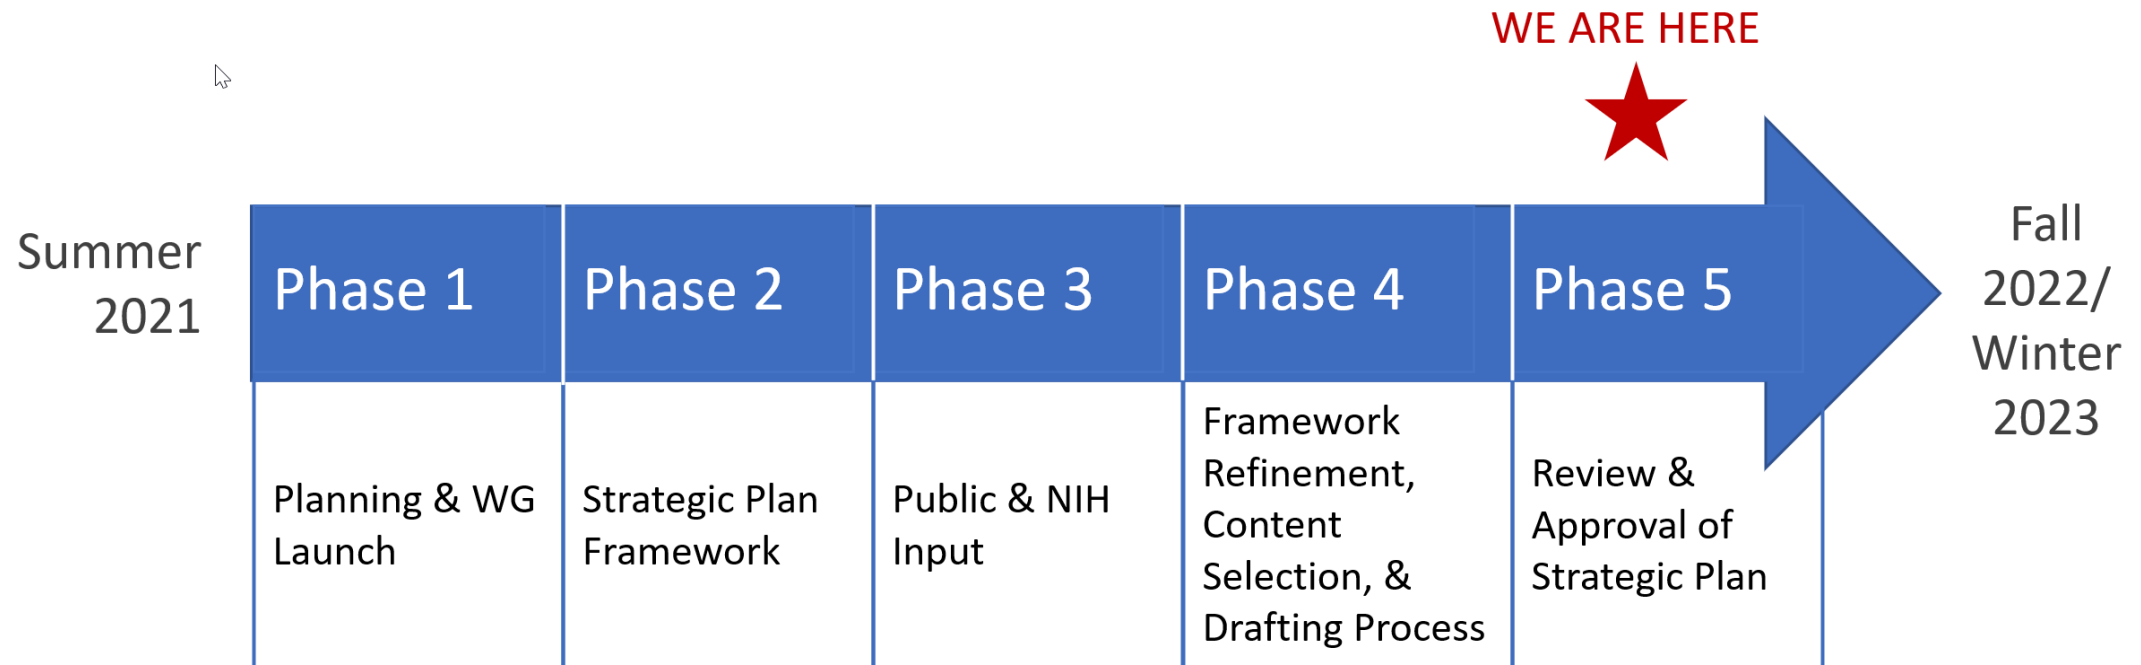 WE ARE HERE
Summer
2021
Phase 1
Phase 2
Phase 3
Phase 4
Phase 5
Fall
2022/
Winter
2023
Planning & WG
Launch
Strategic Plan
Framework
Public & NIH
Input
Framework
Refinement,
Content
Selection, &
Drafting Process
Review &
Approval of
Strategic Plan